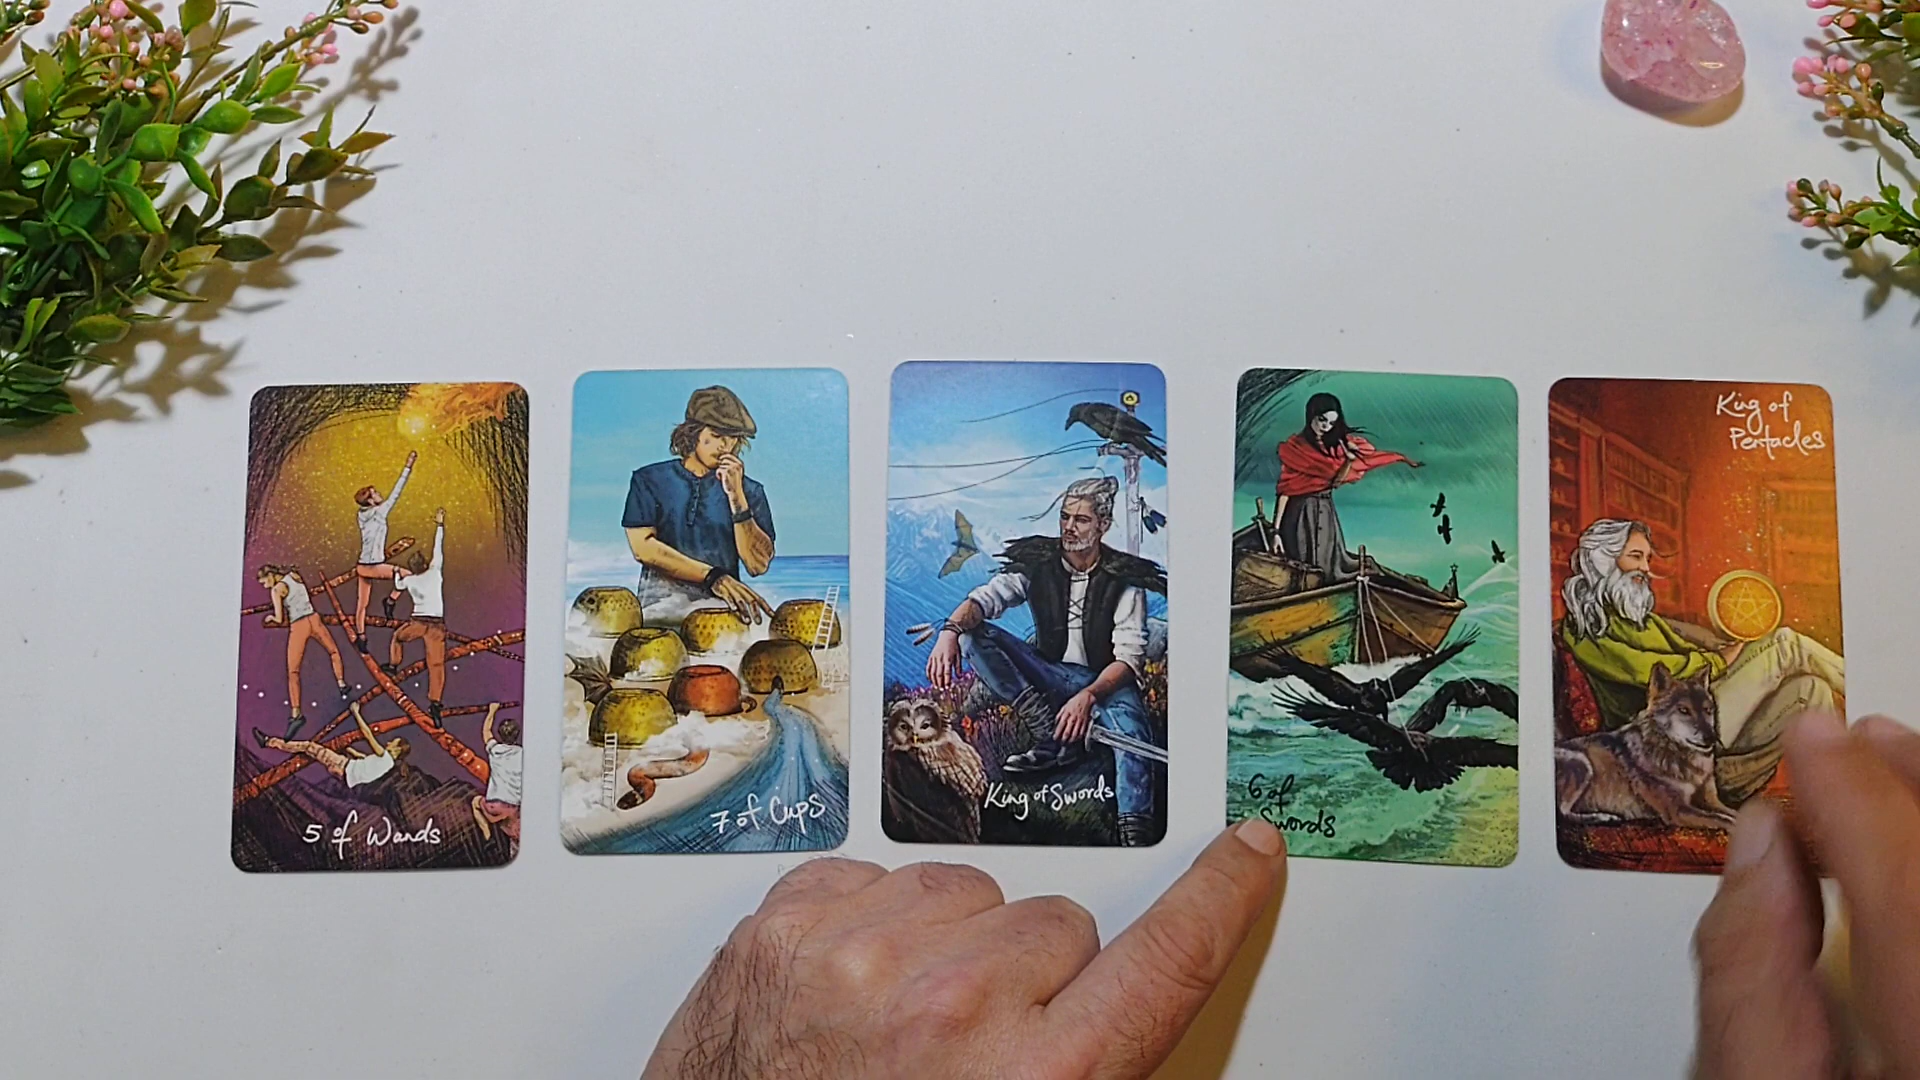 5 of Wands
7 of Cups
King of Swords
6 of
Swords
King of
Pentacles